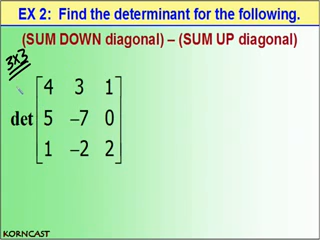 EX 2: Find the determinant for the following.
(SUM DOWN diagonal) – (SUM UP diagonal)
3x3
4 3 1
det 5 –7 0
1 –2 2
KORNCAST